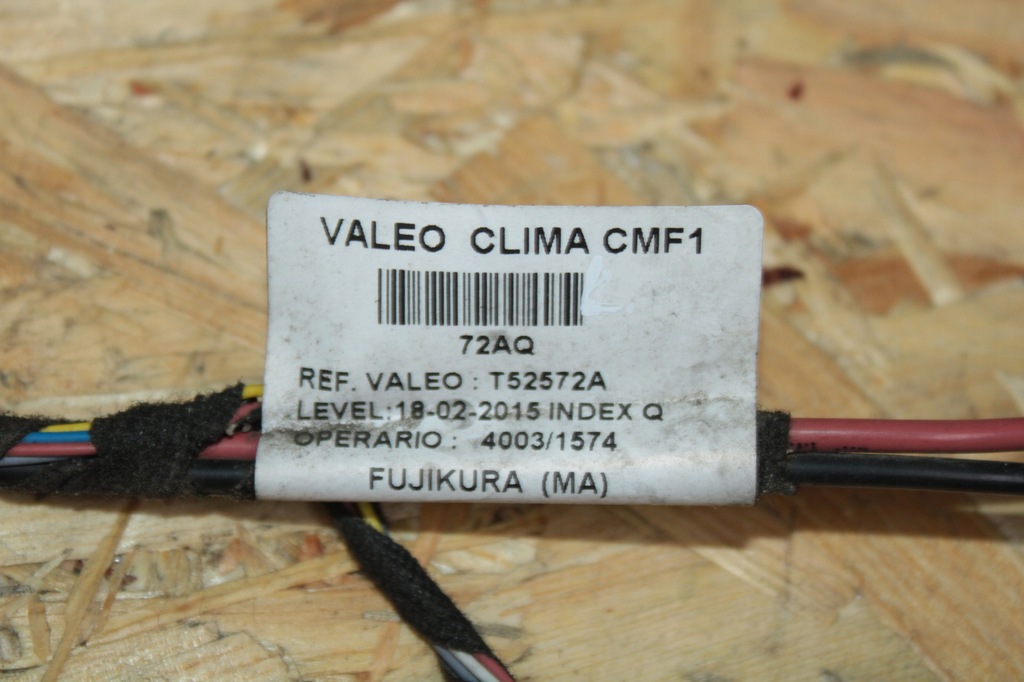 VALEO CLIMA CMF1
72AQ
REF. VALEO : T52572A
LEVEL:18-02-2015 INDEX Q
OPERARIO : 4003/1574
FUJIKURA (MA)